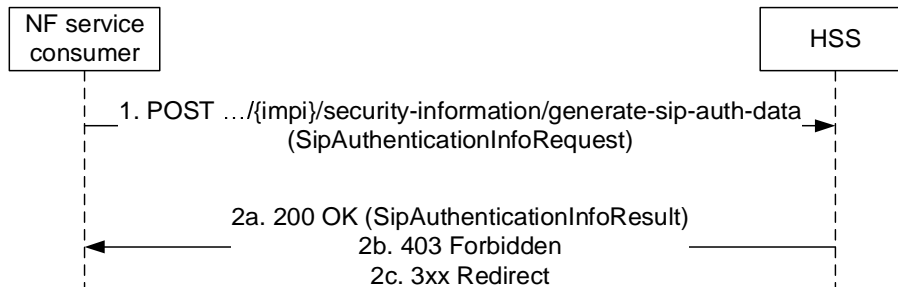 NF service
consumer
HSS
1. POST …/{impi}/security-information/generate-sip-auth-data
(SipAuthenticationInfoRequest)
2a. 200 OK (SipAuthenticationInfoResult)
2b. 403 Forbidden
2c. 3xx Redirect